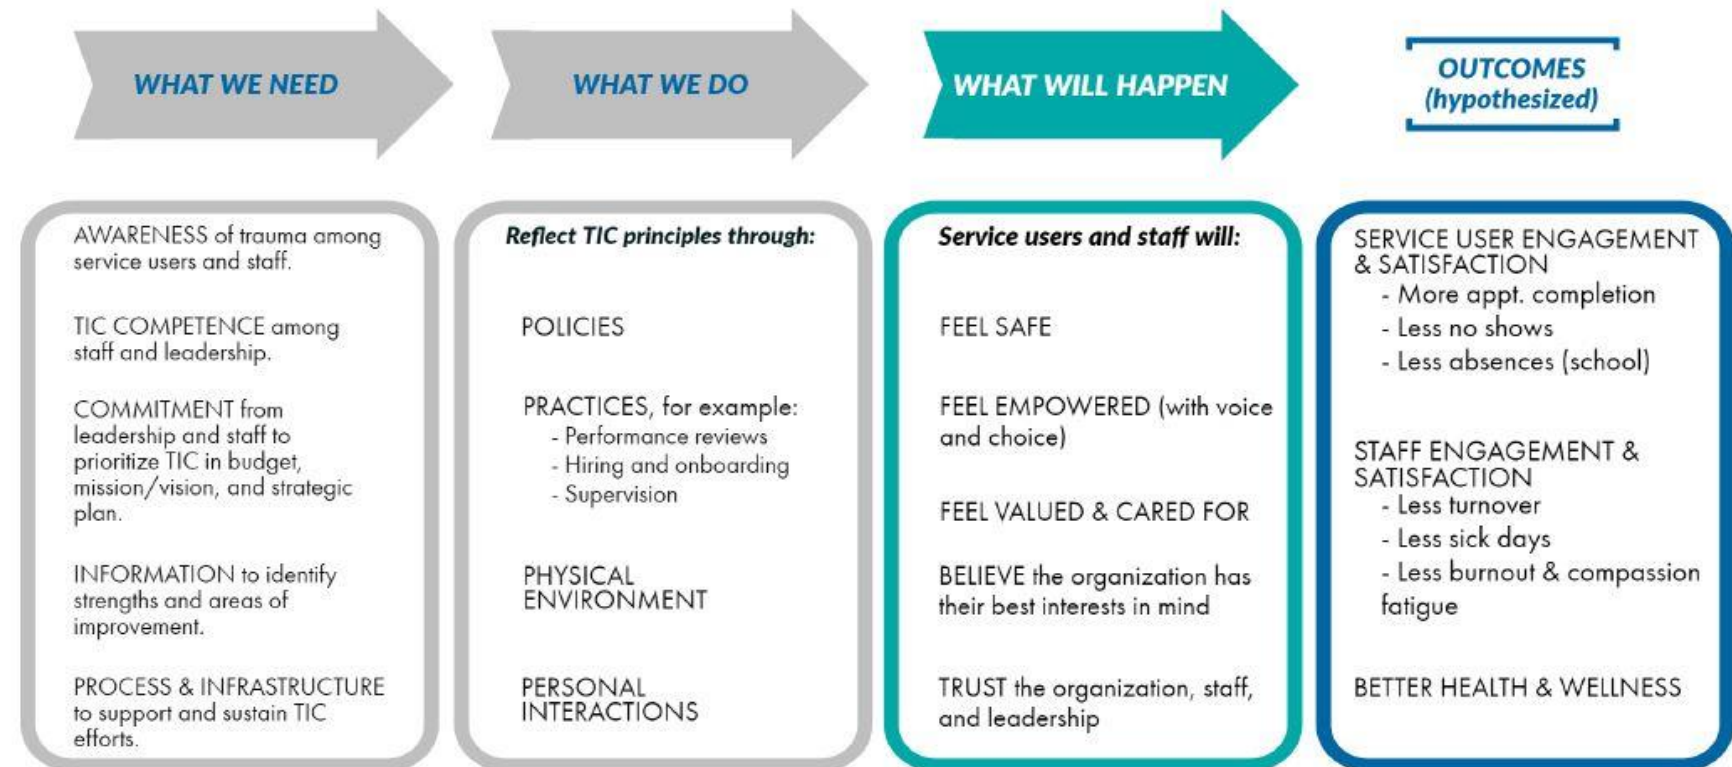 WHAT WE NEED
WHAT WE DO
WHAT WILL HAPPEN
OUTCOMES
(hypothesized)
AWARENESS of trauma among
service users and staff.
TIC COMPETENCE among
staff and leadership.
COMMITMENT from
leadership and staff to
prioritize TIC in budget,
mission/vision, and strategic
plan.
INFORMATION to identify
strengths and areas of
improvement.
PROCESS & INFRASTRUCTURE
to support and sustain TIC
efforts.
Reflect TIC principles through:
POLICIES
PRACTICES, for example:
- Performance reviews
- Hiring and onboarding
- Supervision
PHYSICAL
ENVIRONMENT
PERSONAL
INTERACTIONS
Service users and staff will:
FEEL SAFE
FEEL EMPOWERED (with voice
and choice)
FEEL VALUED & CARED FOR
BELIEVE the organization has
their best interests in mind
TRUST the organization, staff,
and leadership
SERVICE USER ENGAGEMENT
& SATISFACTION
- More appt. completion
- Less no shows
- Less absences (school)
STAFF ENGAGEMENT &
SATISFACTION
- Less turnover
- Less sick days
- Less burnout & compassion
fatigue
BETTER HEALTH & WELLNESS